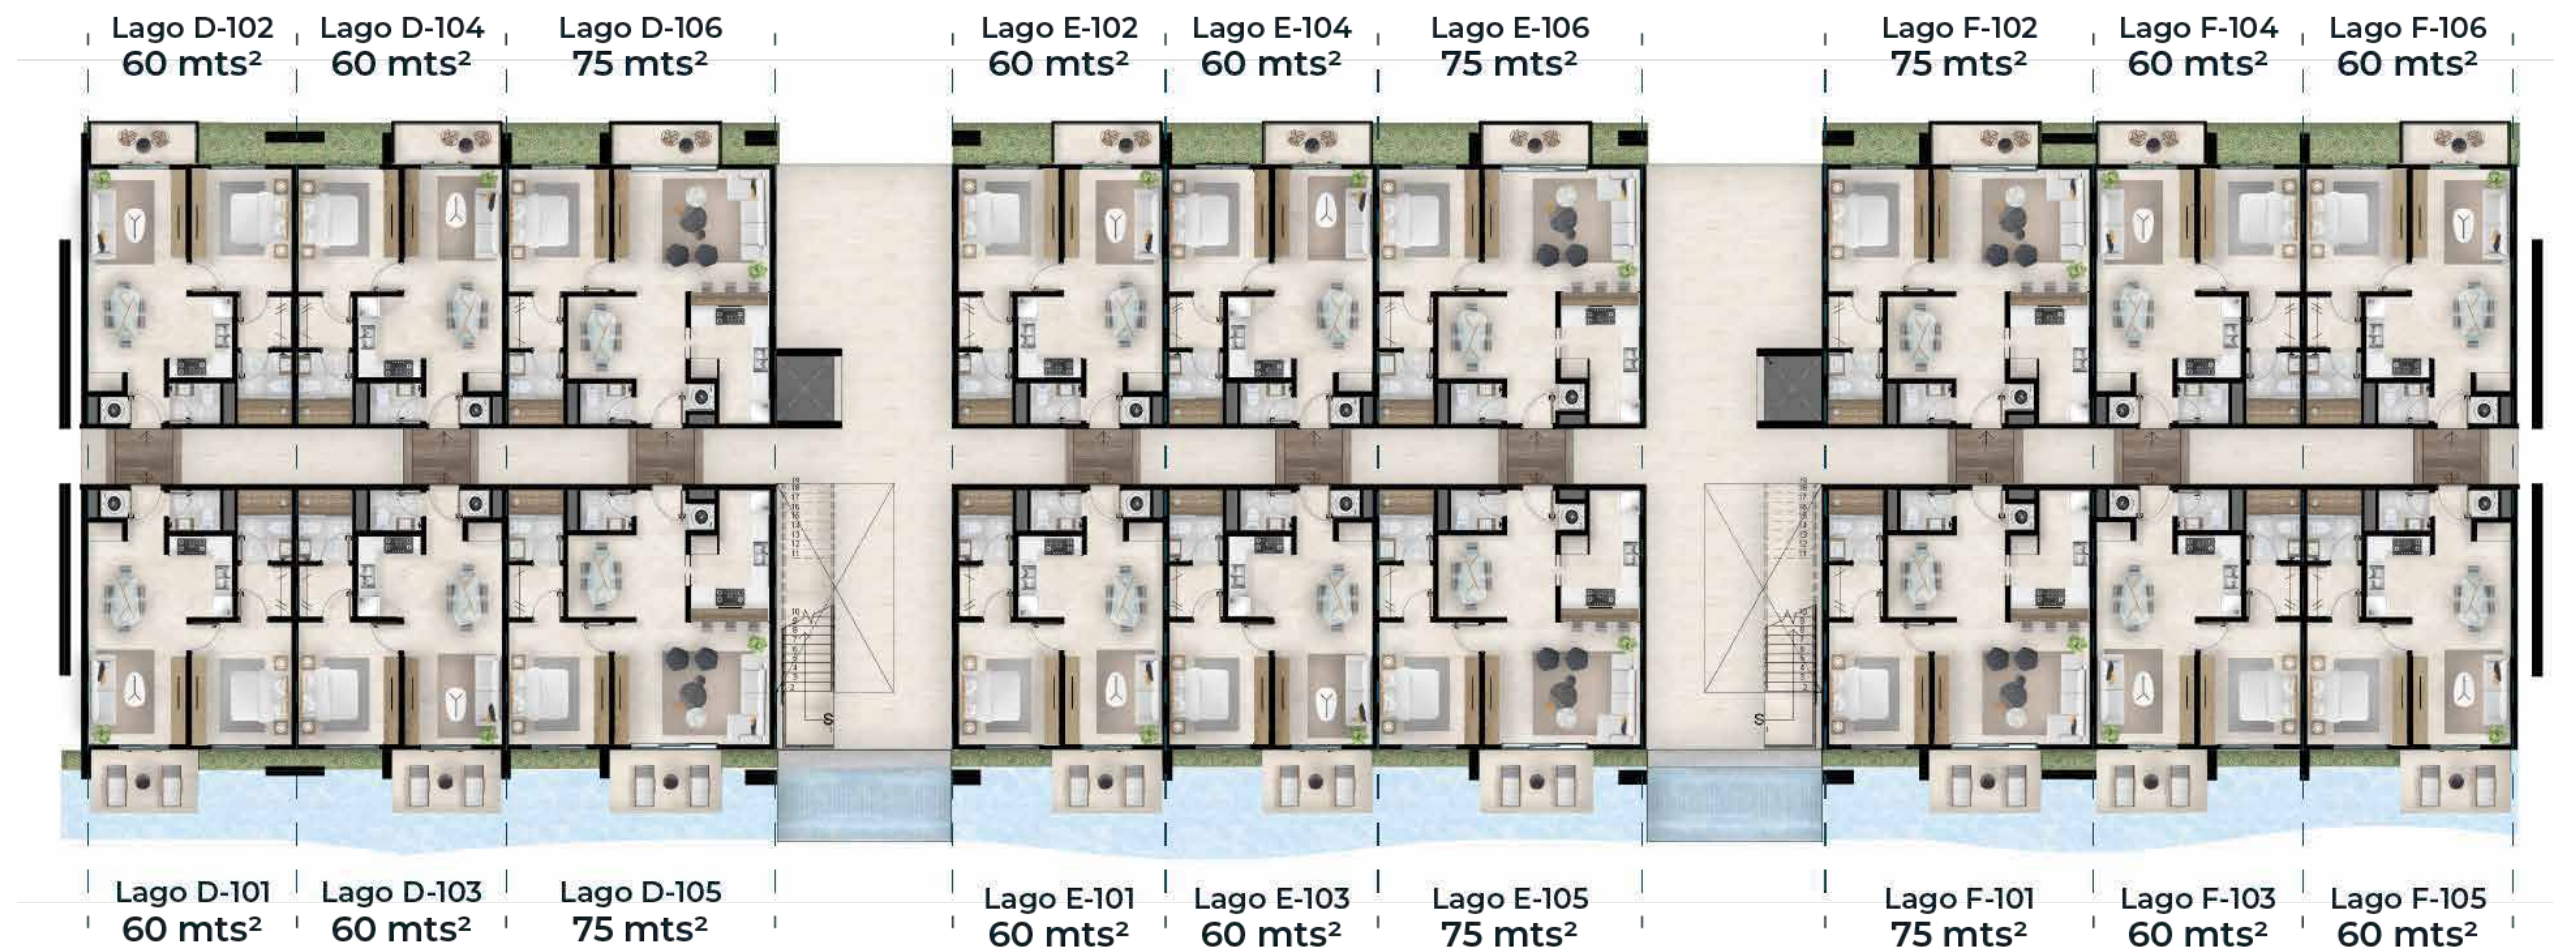 Lago D-102
60 mts²
Lago D-104
60 mts²
Lago D-106
75 mts²
Lago E-102
60 mts²
Lago E-104
60 mts²
Lago E-106
75 mts²
Lago F-102
75 mts²
Lago F-104
60 mts²
Lago F-106
60 mts²
S
S
Lago D-101
60 mts²
Lago D-103
60 mts²
Lago D-105
75 mts²
Lago E-101
60 mts²
Lago E-103
60 mts²
Lago E-105
75 mts²
Lago F-101
75 mts²
Lago F-103
60 mts²
Lago F-105
60 mts²